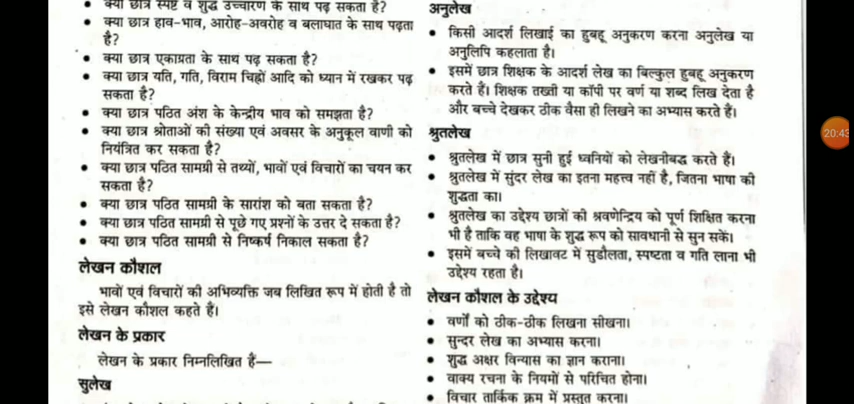 क्या छात्र स्पष्ट व शुद्ध उच्चारण के साथ पढ़ सकता है?
• क्या छात्र हाव-भाव, आरोह-अवरोह व बलाघात के साथ पढ़ता
है?
• क्या छात्र एकाग्रता के साथ पढ़ सकता है?
• क्या छात्र यति, गति, विराम चिह्नों आदि को ध्यान में रखकर पढ़
सकता है?
• क्या छात्र पठित अंश के केन्द्रीय भाव को समझता है?
• क्या छात्र श्रोताओं की संख्या एवं अवसर के अनुकूल वाणी को
नियंत्रित कर सकता है?
• क्या छात्र पठित सामग्री से तथ्यों, भावों एवं विचारों का चयन कर
सकता है?
• क्या छात्र पठित सामग्री के सारांश को बता सकता है?
• क्या छात्र पठित सामग्री से पूछे गए प्रश्नों के उत्तर दे सकता है?
• क्या छात्र पठित सामग्री से निष्कर्ष निकाल सकता है?
लेखन कौशल
भावों एवं विचारों की अभिव्यक्ति जब लिखित रूप में होती है तो
इसे लेखन कौशल कहते हैं।
लेखन के प्रकार
लेखन के प्रकार निम्नलिखित हैं—
सुलेख
अनुलेख
• किसी आदर्श लिखाई का हुबहू अनुकरण करना अनुलेख या
अनुलिपि कहलाता है।
• इसमें छात्र शिक्षक के आदर्श लेख का बिल्कुल हुबहू अनुकरण
करते हैं। शिक्षक तख्ती या कॉपी पर वर्ण या शब्द लिख देता है
और बच्चे देखकर ठीक वैसा ही लिखने का अभ्यास करते हैं।
श्रुतलेख
• श्रुतलेख में छात्र सुनी हुई ध्वनियों को लेखनीबद्ध करते हैं।
• श्रुतलेख में सुंदर लेख का इतना महत्त्व नहीं है, जितना भाषा की
शुद्धता का।
• श्रुतलेख का उद्देश्य छात्रों को श्रवणेन्द्रिय को पूर्ण शिक्षित करना
भी है ताकि वह भाषा के शुद्ध रूप को सावधानी से सुन सकें।
• इसमें बच्चे की लिखावट में सुडौलता, स्पष्टता व गति लाना भी
उद्देश्य रहता है।
लेखन कौशल के उद्देश्य
• वर्णों को ठीक-ठीक लिखना सीखना।
• सुन्दर लेख का अभ्यास करना।
• शुद्ध अक्षर विन्यास का ज्ञान कराना।
• वाक्य रचना के नियमों से परिचित होना।
• विचार तार्किक क्रम में प्रस्तुत करना।
20:43